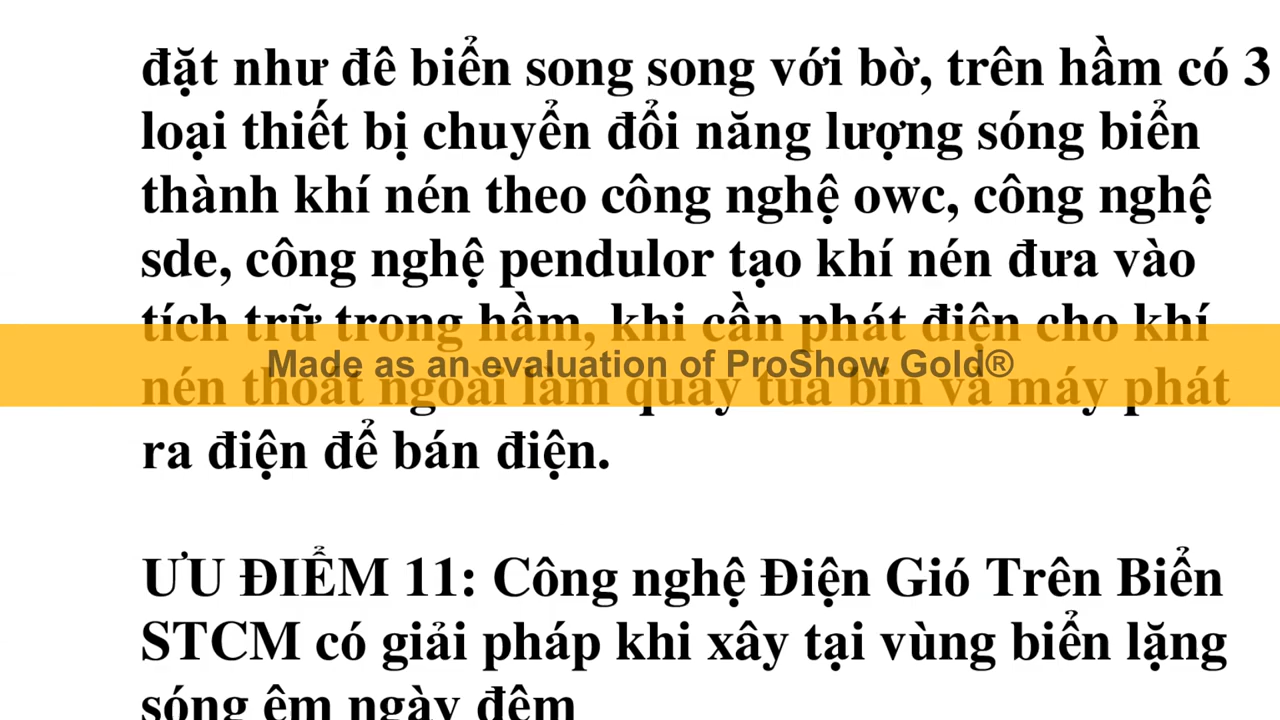 đặt như đê biển song song với bờ, trên hầm có 3
loại thiết bị chuyển đổi năng lượng sóng biển
thành khí nén theo công nghệ owc, công nghệ
sde, công nghệ pendulor tạo khí nén đưa vào
tích trữ trong hầm, khi cần phát điện cho khí
Made as an evaluation of ProShow Gold®
nén thoát ngoài làm quay tua bin và máy phát
ra điện để bán điện.
ƯU ĐIỂM 11: Công nghệ Điện Gió Trên Biển
STCM có giải pháp khi xây tại vùng biển lặng
sóng êm ngày đêm